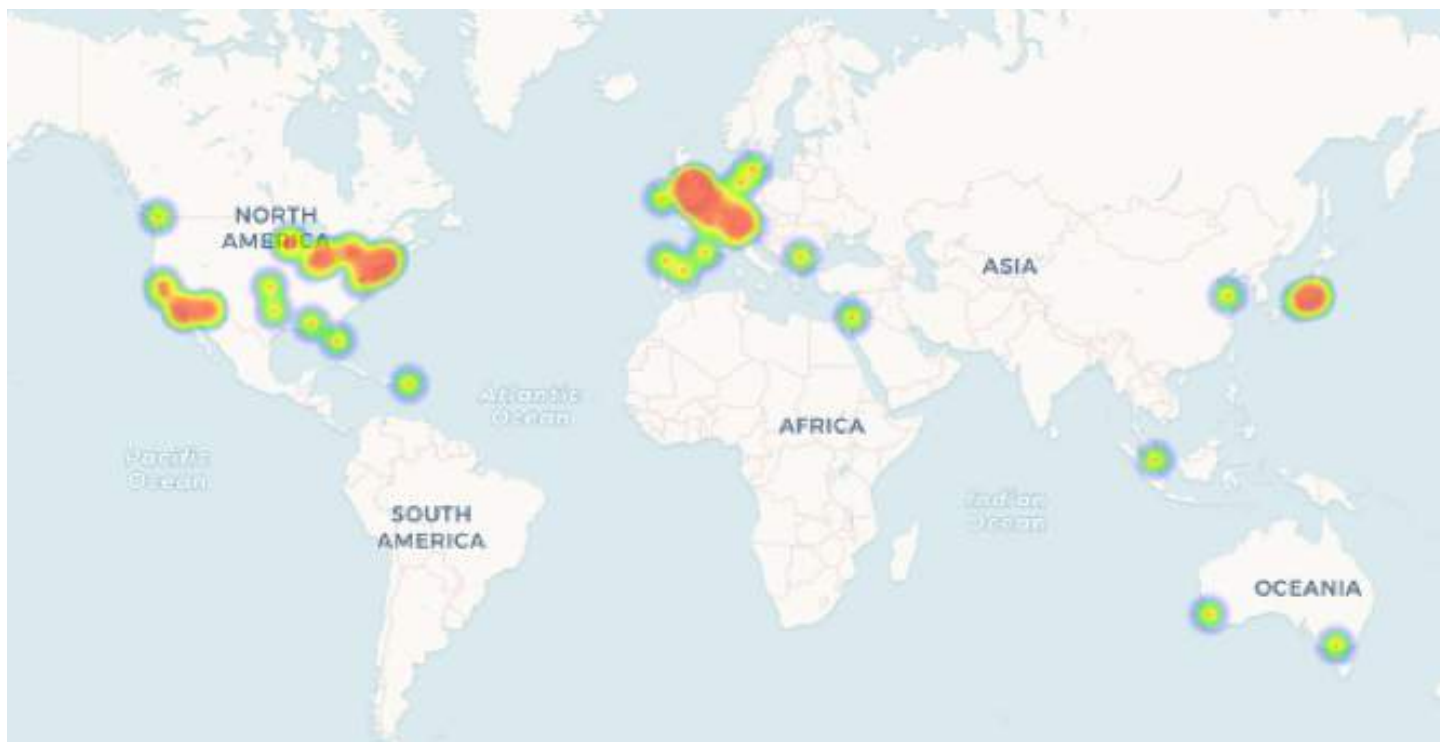 NORTH
AMERICA
ASIA
Atlantic
Ocean
AFRICA
Pacific
Ocean
Indian
Ocean
SOUTH
AMERICA
OCEANIA